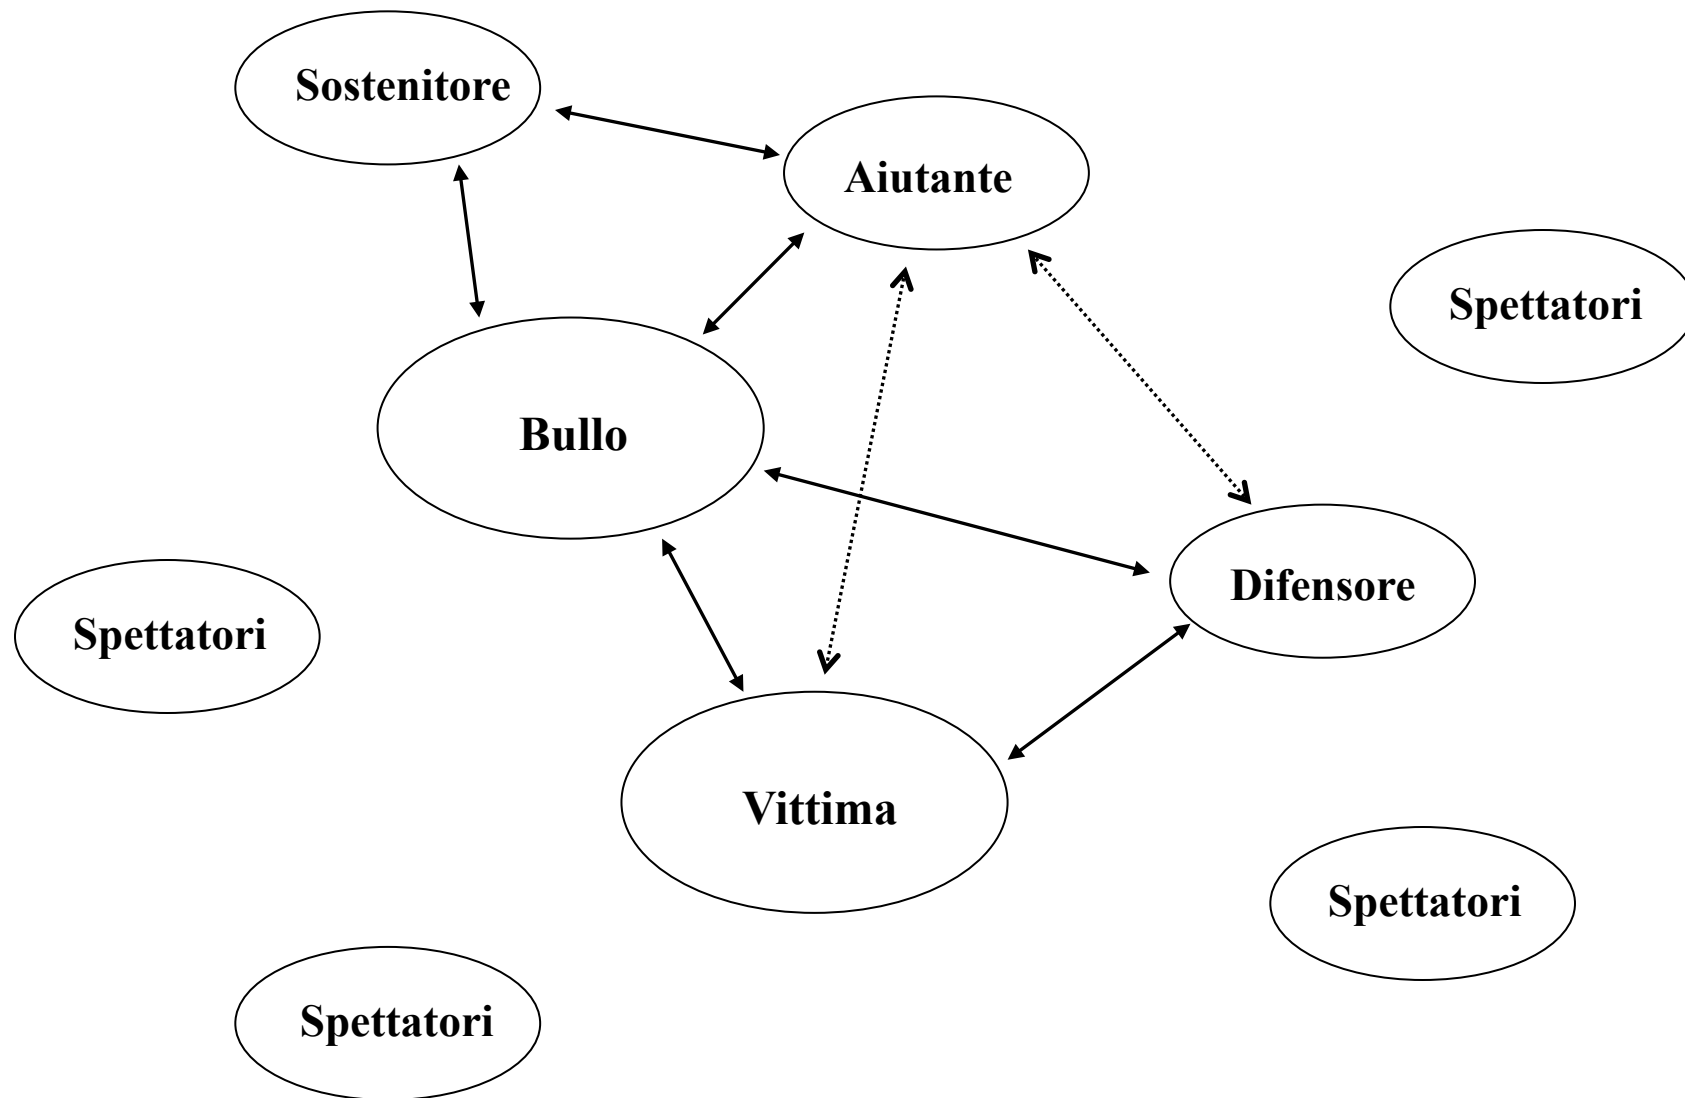 Sostenitore
Aiutante
Spettatori
Bullo
Difensore
Spettatori
Vittima
Spettatori
Spettatori